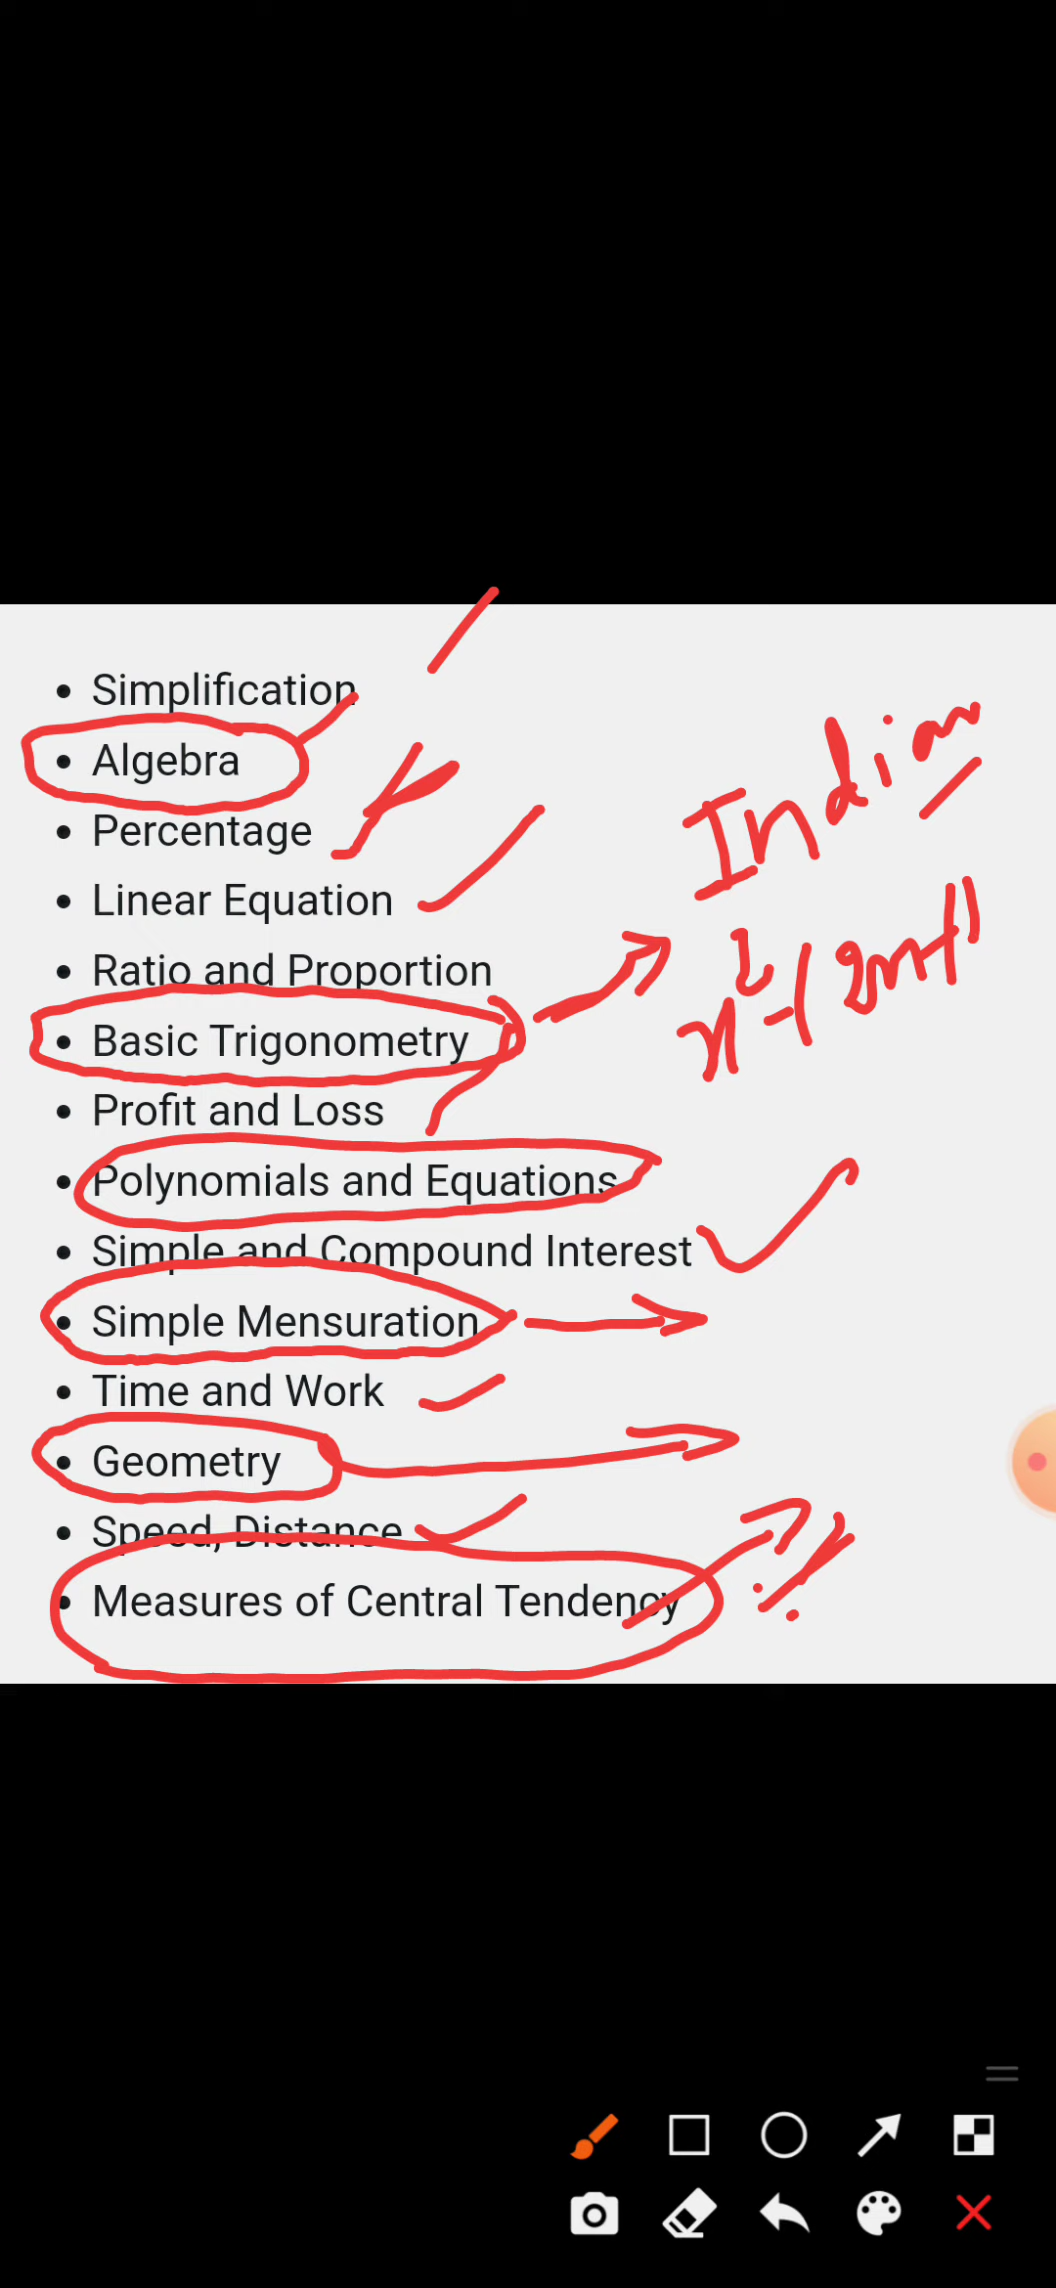 • Simplification
• Algebra
• Percentage
• Linear Equation
• Ratio and Proportion
• Basic Trigonometry
• Profit and Loss
• Polynomials and Equations
• Simple and Compound Interest
• Simple Mensuration
• Time and Work
• Geometry
• Speed, Distance
• Measures of Central Tendency
Indian